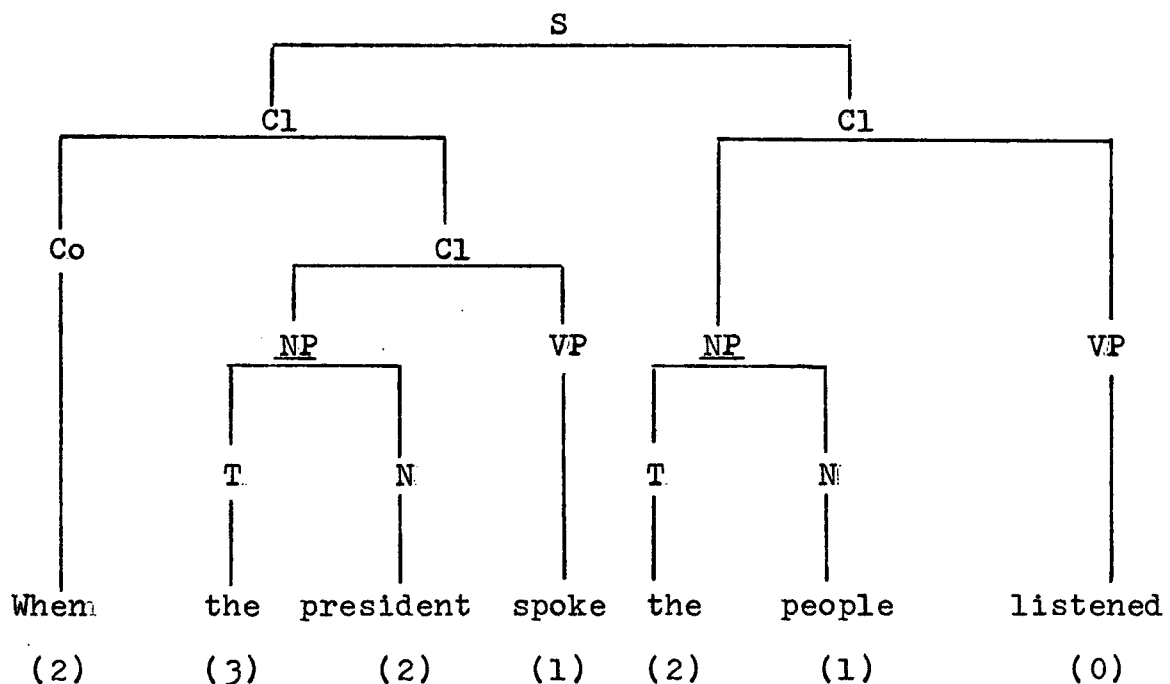 S
Cl Cl
Co Cl
NP VP NP VP
T N T N
When the president spoke the people listened
(2) (3) (2) (1) (2) (1) (0)